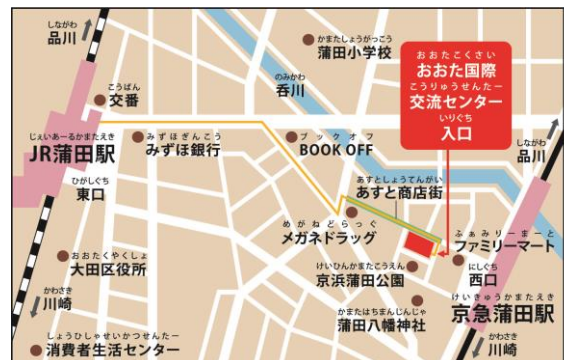 しながわ
品川
こうばん
交番
かまたしょうがっこう
蒲田小学校
のみかわ
呑川
おおたこくさい
おおた国際
こうりゅうせんたー
交流センター
いりぐち
入口
じぇいあーるかまたえき
JR蒲田駅
みずほぎんこう
みずほ銀行
ブックオフ
BOOK OFF
しながわ
品川
ひがしぐち
東口
あすとしょうてんがい
あすと商店街
めがねどらっぐ
メガネドラッグ
ふぁみりーまーと
ファミリーマート
おおたくやくしょ
大田区役所
けいひんかまたこうえん
京浜蒲田公園
にしぐち
西口
かわさき
川崎
かまたはちまんじんじゃ
蒲田八幡神社
けいきゅうかまたえき
京急蒲田駅
しょうひしゃせいかつせんたー
消費者生活センター
かわさき
川崎